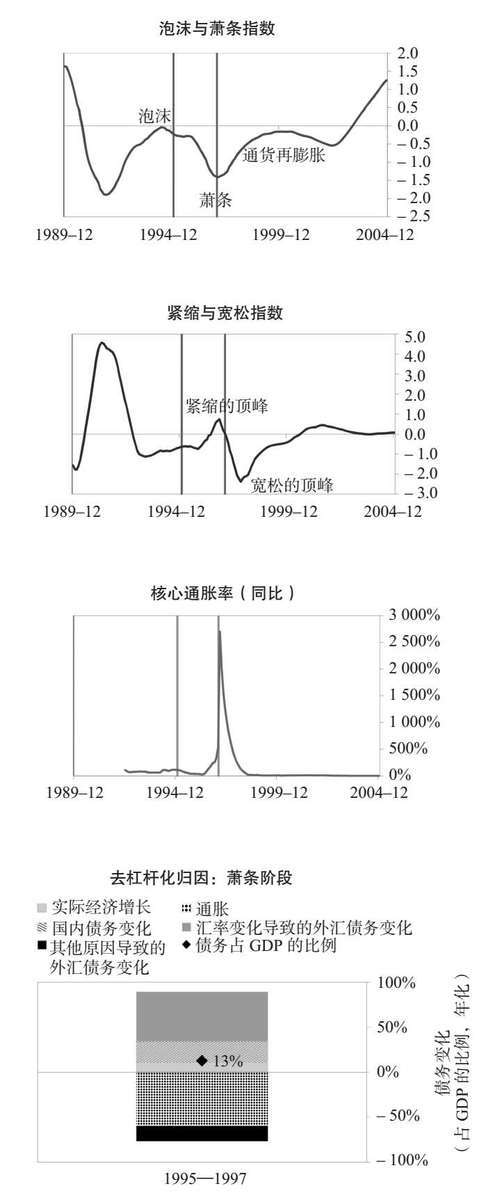 泡沫与萧条指数
2.0
1.5
1.0
0.5
0.0
－0.5
－1.0
－1.5
－2.0
－2.5
泡沫
通货再膨胀
萧条
1989–12 1994–12 1999–12 2004–12
紧缩与宽松指数
5.0
4.0
3.0
2.0
1.0
0.0
－1.0
－2.0
－3.0
紧缩的顶峰
宽松的顶峰
1989–12 1994–12 1999–12 2004–12
核心通胀率（同比）
3 000%
2 500%
2 000%
1 500%
1 000%
500%
0%
1989–12 1994–12 1999–12 2004–12
去杠杆化归因：萧条阶段
实际经济增长 通胀
国内债务变化 汇率变化导致的外汇债务变化
其他原因导致的 债务占 GDP 的比例
外汇债务变化
100%
50%
0%
－50%
－100%
13%
债务变化
（占 GDP 的比例，年化）
1995—1997